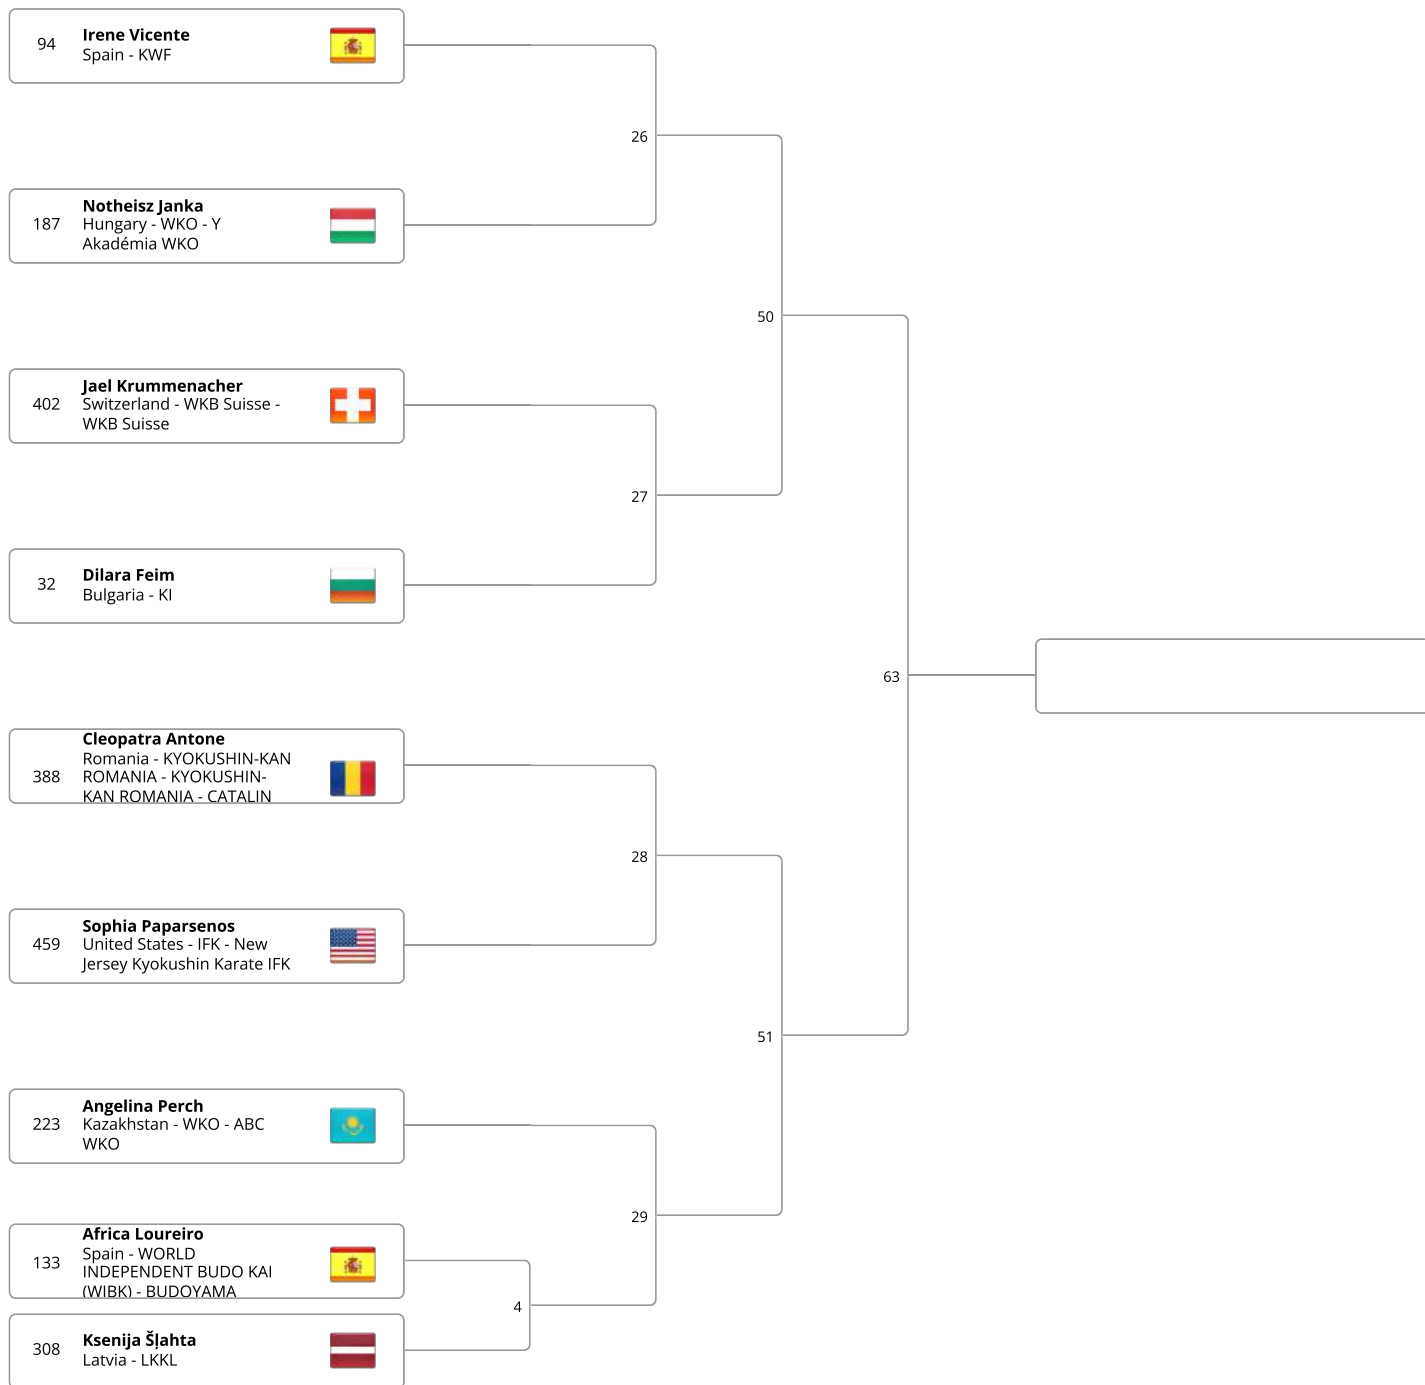 94
Irene Vicente
Spain - KWF
26
187
Notheisz Janka
Hungary - WKO - Y
Akadémia WKO
50
402
Jael Krummenacher
Switzerland - WKB Suisse -
WKB Suisse
27
32
Dilara Feim
Bulgaria - KI
63
388
Cleopatra Antone
Romania - KYOKUSHIN-KAN
ROMANIA - KYOKUSHIN-
KAN ROMANIA - CATALIN
28
459
Sophia Paparsenos
United States - IFK - New
Jersey Kyokushin Karate IFK
51
223
Angelina Perch
Kazakhstan - WKO - ABC
WKO
29
133
Africa Loureiro
Spain - WORLD
INDEPENDENT BUDO KAI
(WIBK) - BUDOYAMA
4
308
Ksenija Šļahta
Latvia - LKKL